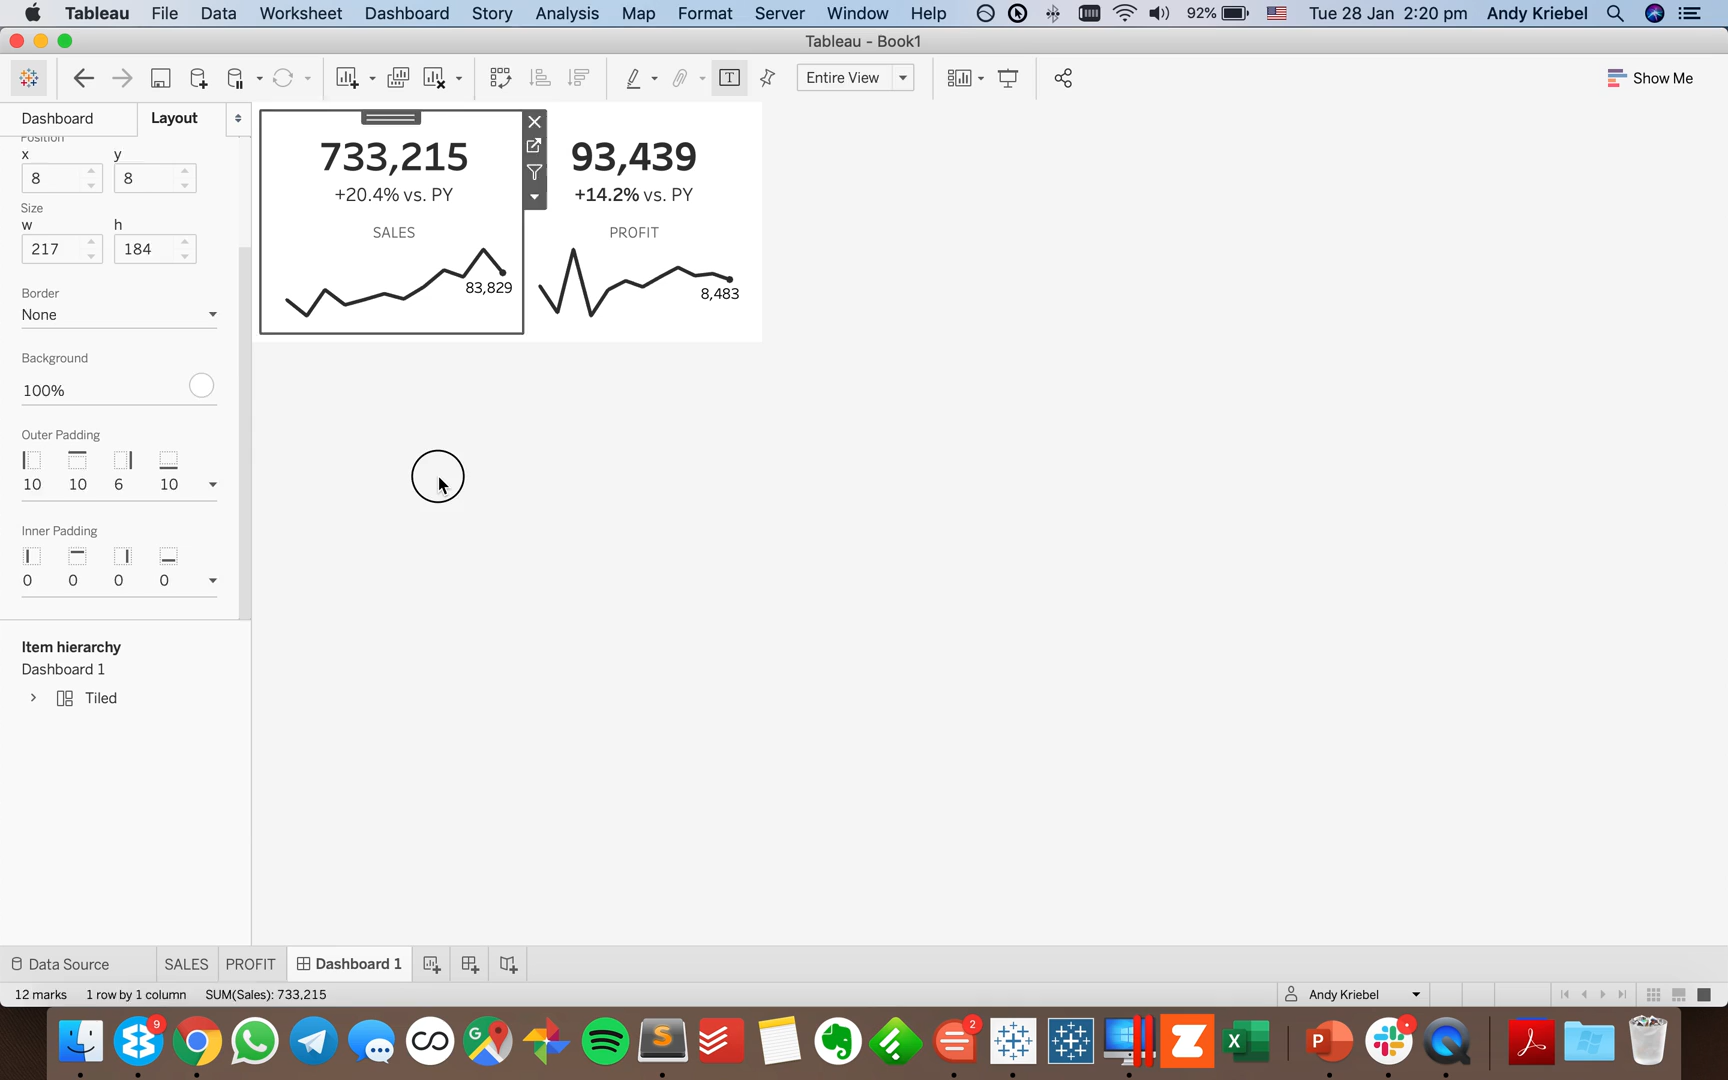 Tableau File Data Worksheet Dashboard Story Analysis Map Format Server Window Help 92% Tue 28 Jan 2:20 pm Andy Kriebel
Tableau - Book1
Entire View
Show Me
Dashboard Layout
Position
x y
8 8
Size
w h
217 184
Border
None
Background
100%
Outer Padding
10 10 6 10
Inner Padding
0 0 0 0
Item hierarchy
Dashboard 1
Tiled
733,215
+20.4% vs. PY
SALES
83,829
93,439
+14.2% vs. PY
PROFIT
8,483
Data Source SALES PROFIT Dashboard 1
12 marks 1 row by 1 column SUM(Sales): 733,215 Andy Kriebel
9
2